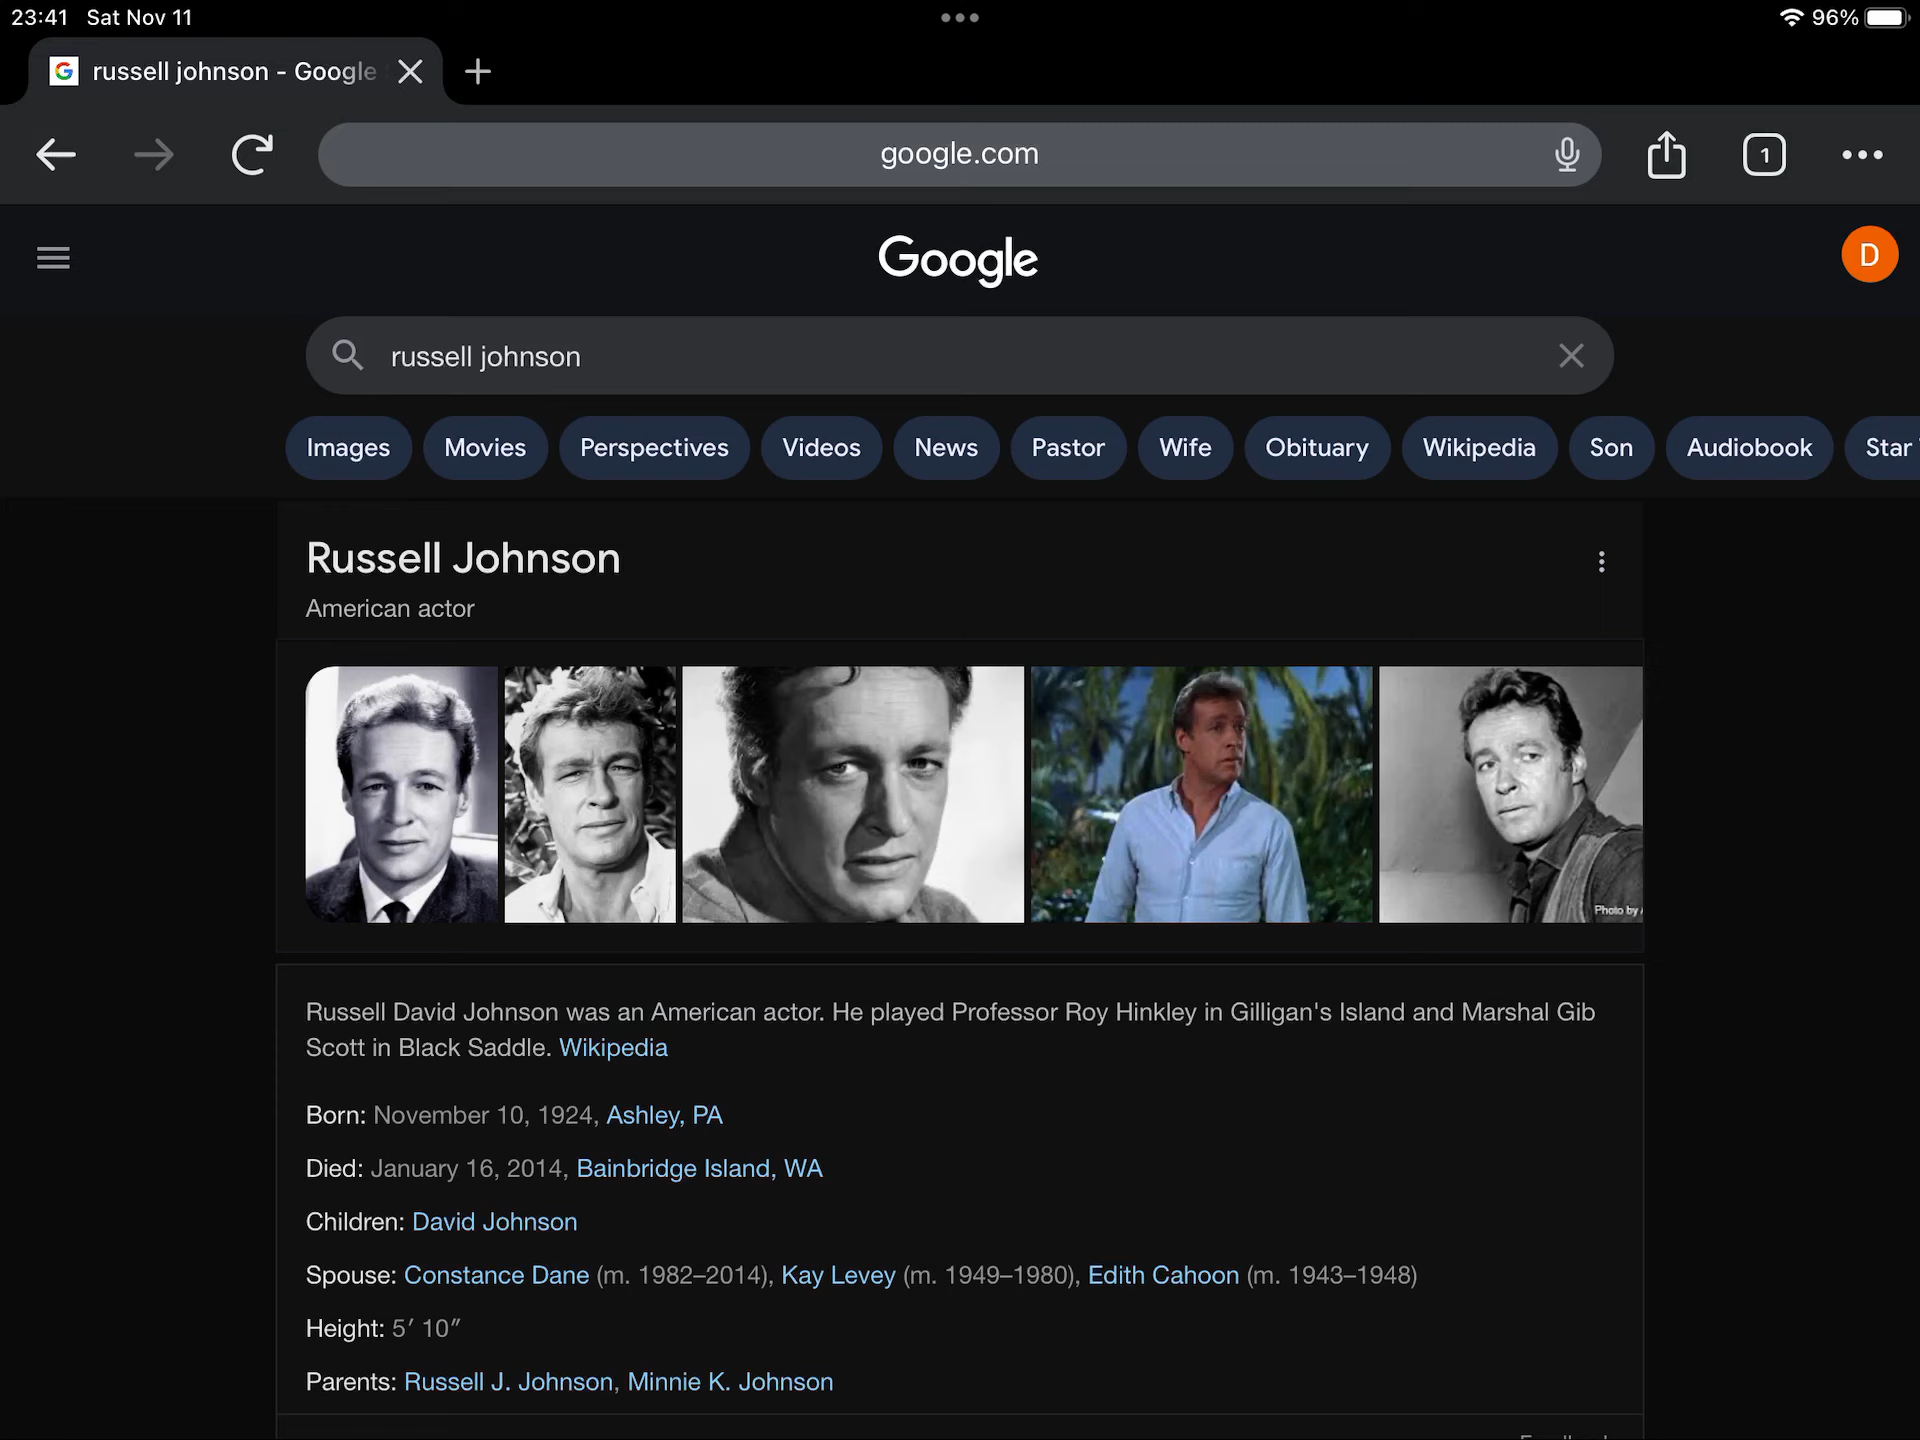 23:41 Sat Nov 11
96%
russell johnson - Google
google.com
1
Google
D
russell johnson
Images Movies Perspectives Videos News Pastor Wife Obituary Wikipedia Son Audiobook Star
Russell Johnson
American actor
Photo by
Russell David Johnson was an American actor. He played Professor Roy Hinkley in Gilligan's Island and Marshal Gib
Scott in Black Saddle. Wikipedia
Born: November 10, 1924, Ashley, PA
Died: January 16, 2014, Bainbridge Island, WA
Children: David Johnson
Spouse: Constance Dane (m. 1982–2014), Kay Levey (m. 1949–1980), Edith Cahoon (m. 1943–1948)
Height: 5′ 10″
Parents: Russell J. Johnson, Minnie K. Johnson